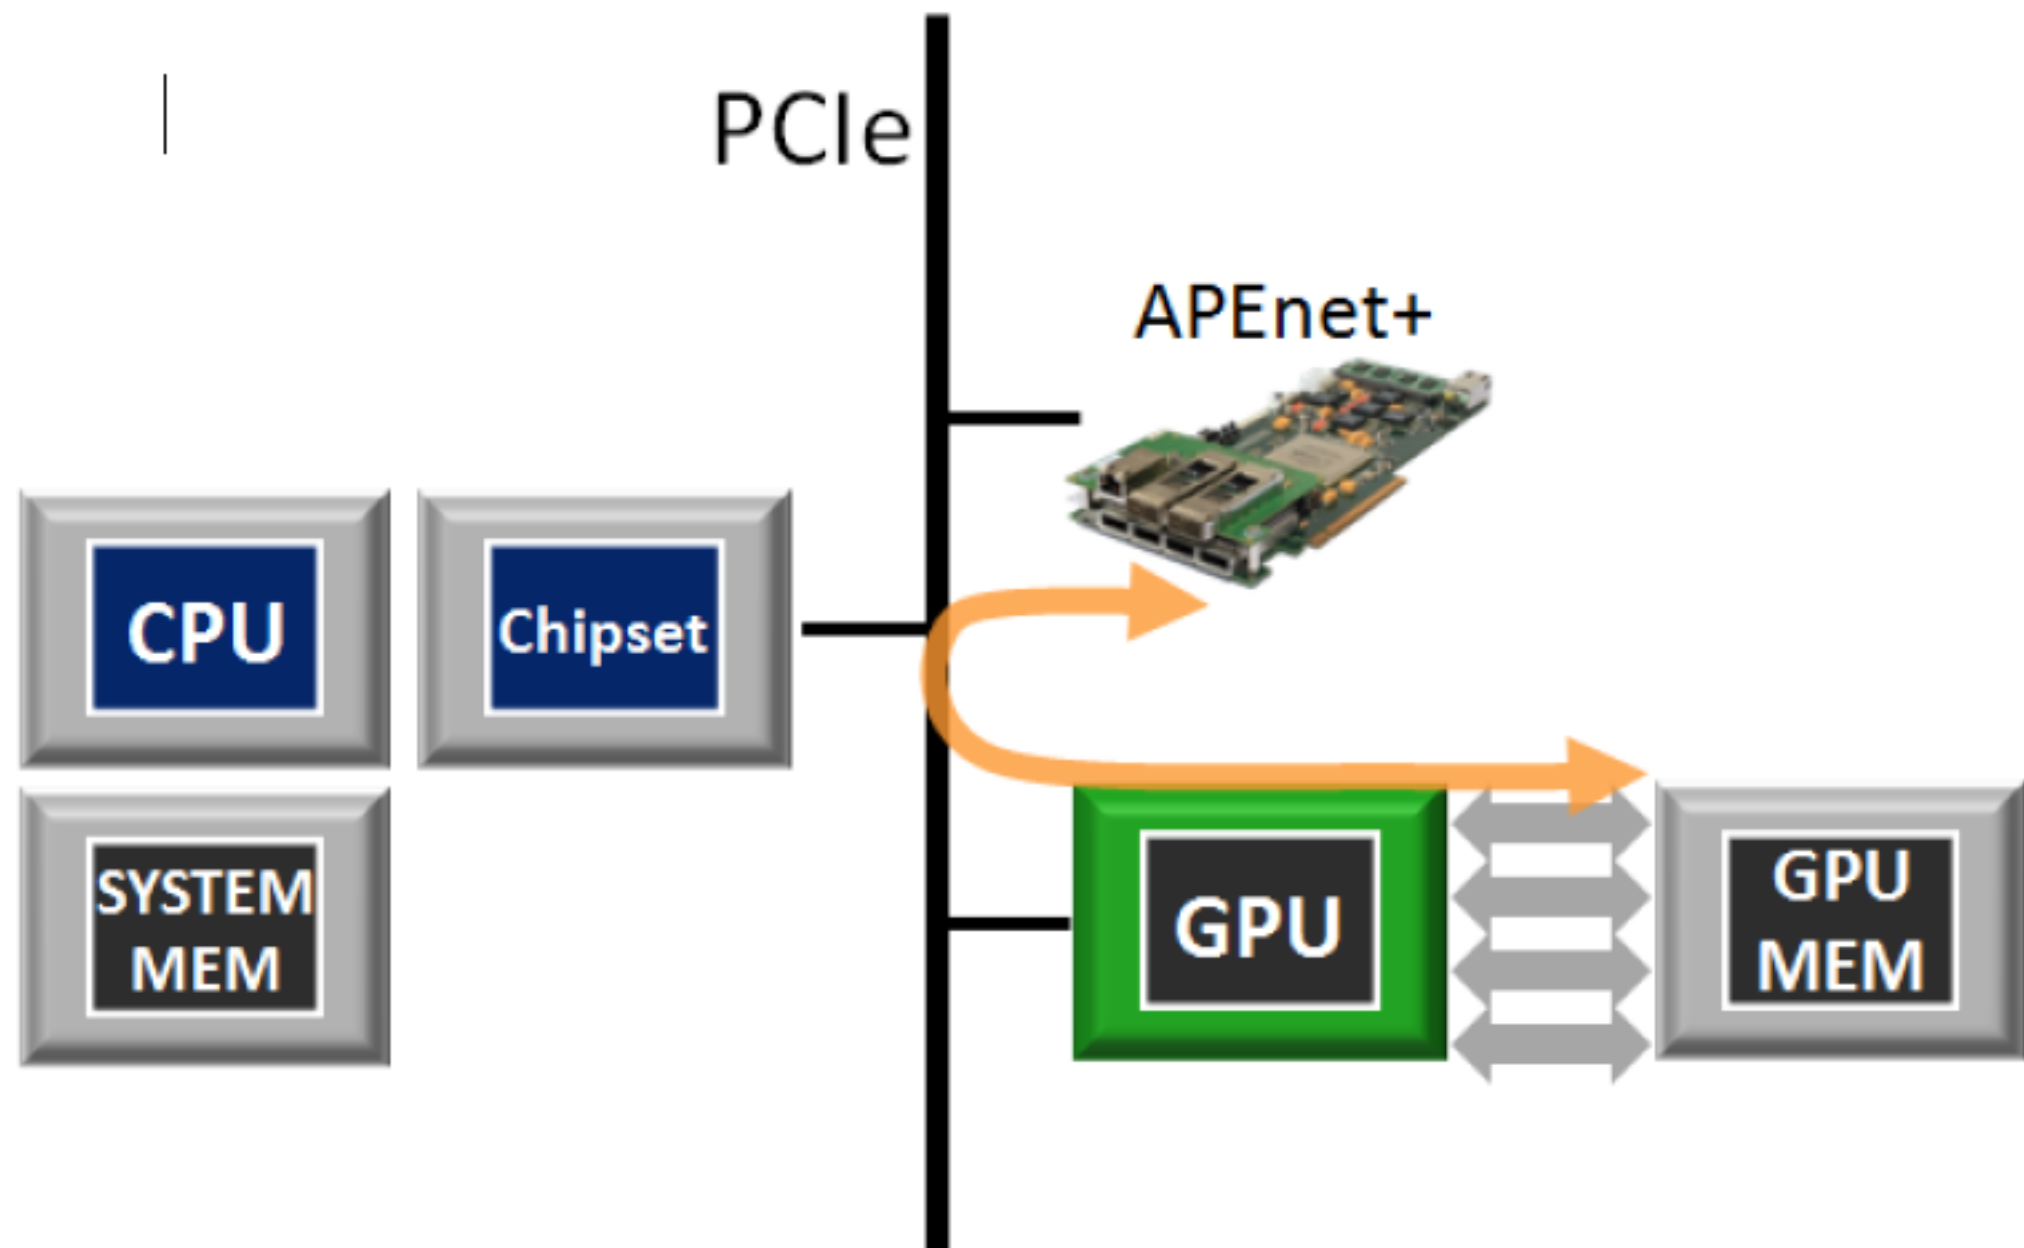 PCIe
APEnet+
CPU
Chipset
SYSTEM
MEM
GPU
GPU
MEM